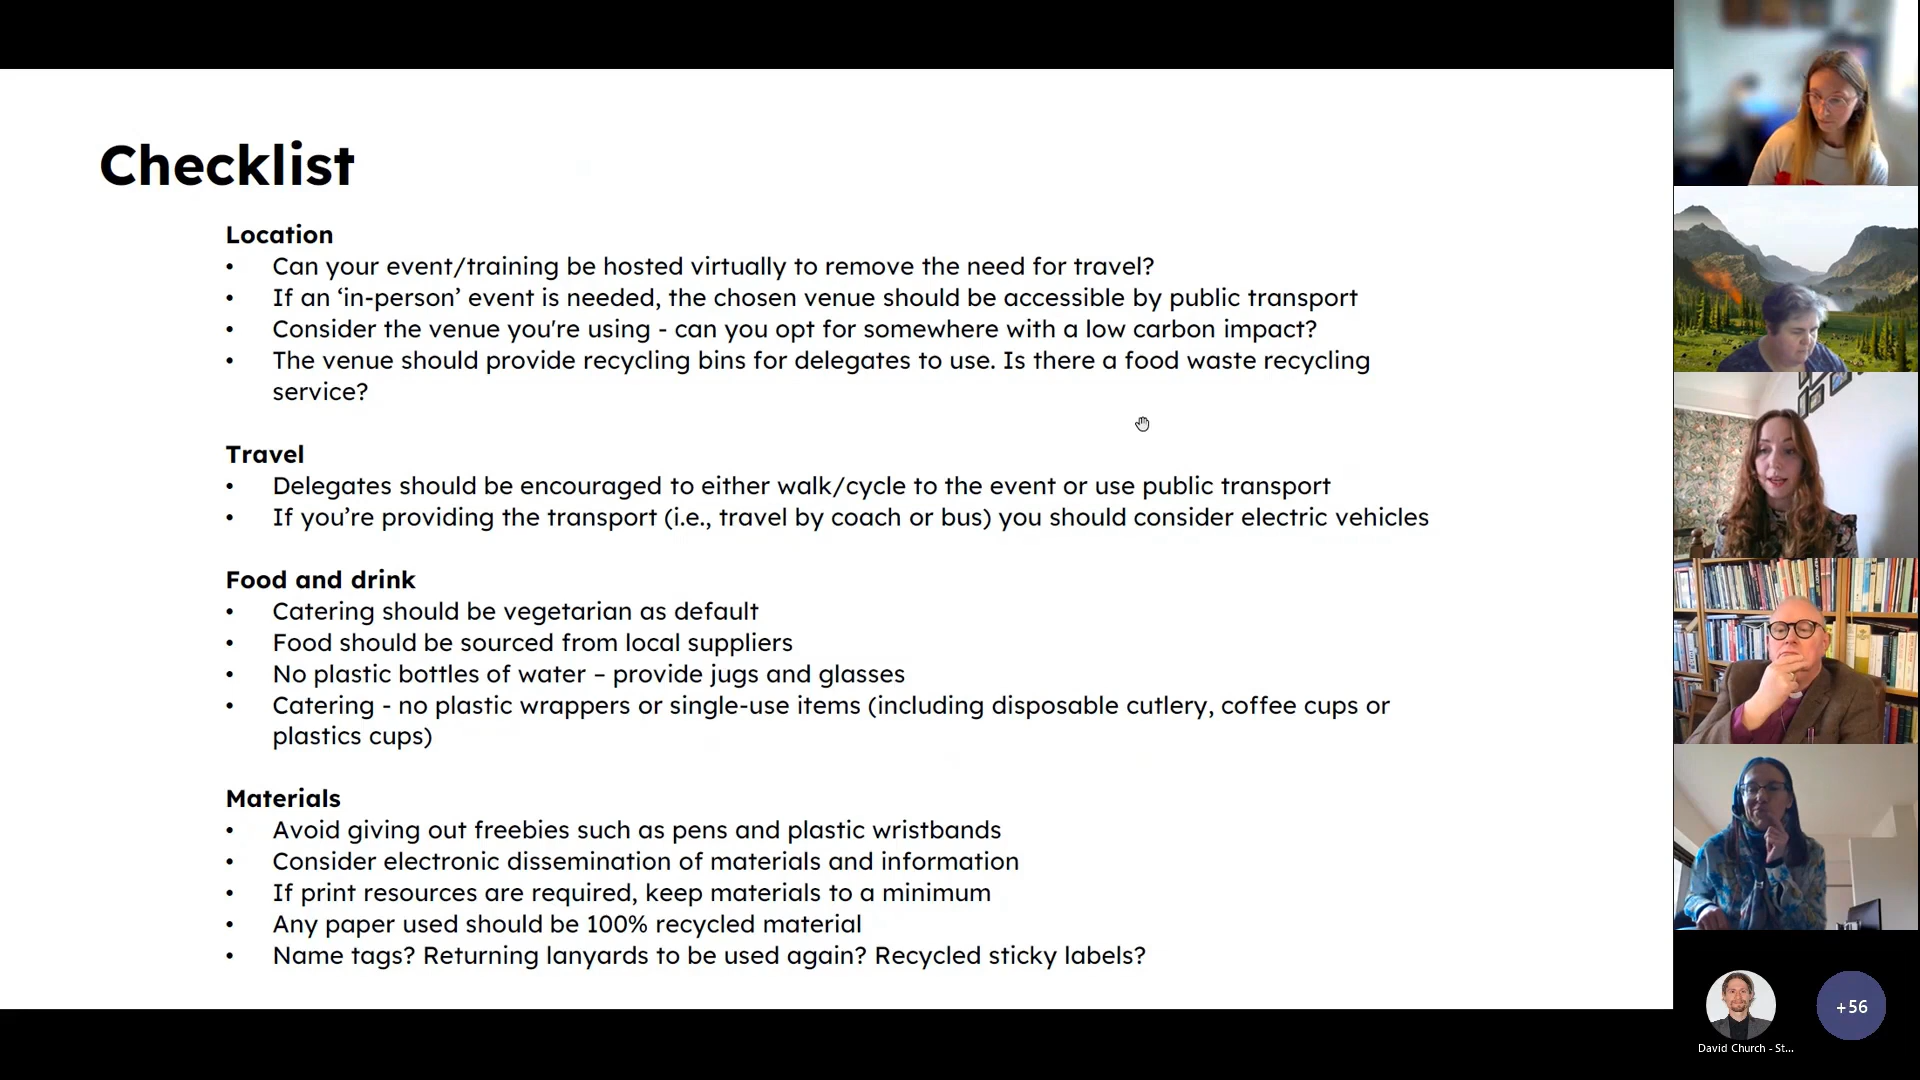 Checklist
Location
• Can your event/training be hosted virtually to remove the need for travel?
• If an ‘in-person’ event is needed, the chosen venue should be accessible by public transport
• Consider the venue you're using - can you opt for somewhere with a low carbon impact?
• The venue should provide recycling bins for delegates to use. Is there a food waste recycling
service?
Travel
• Delegates should be encouraged to either walk/cycle to the event or use public transport
• If you’re providing the transport (i.e., travel by coach or bus) you should consider electric vehicles
Food and drink
• Catering should be vegetarian as default
• Food should be sourced from local suppliers
• No plastic bottles of water – provide jugs and glasses
• Catering - no plastic wrappers or single-use items (including disposable cutlery, coffee cups or
plastics cups)
Materials
• Avoid giving out freebies such as pens and plastic wristbands
• Consider electronic dissemination of materials and information
• If print resources are required, keep materials to a minimum
• Any paper used should be 100% recycled material
• Name tags? Returning lanyards to be used again? Recycled sticky labels?
+56
David Church - St...